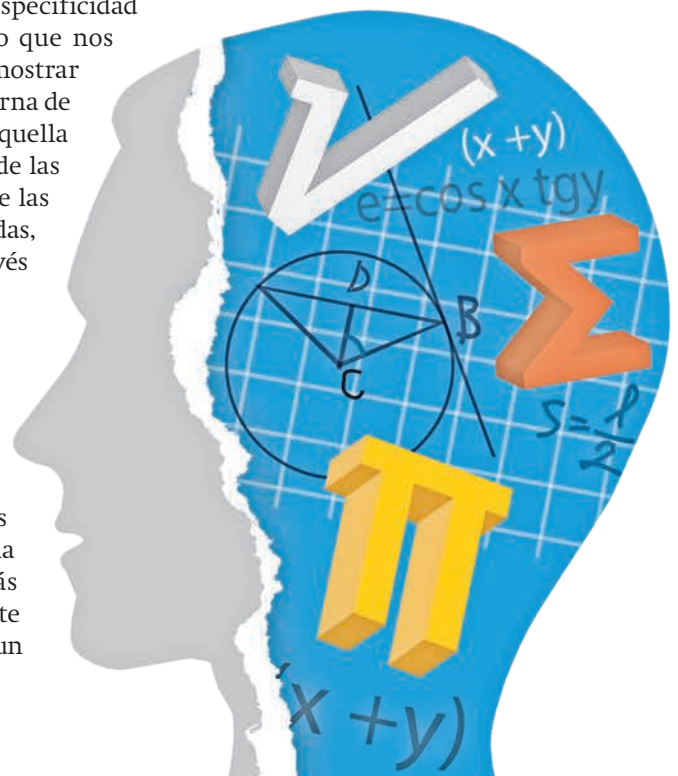 specificidad
o que nos
nostrar
rna de
quella
de las
e las
das,
vés
s
a
ás
te
un
√
(x +y)
e=cos x tgy
Σ
D
B
C
S=ℓ/2
π
(x +y)